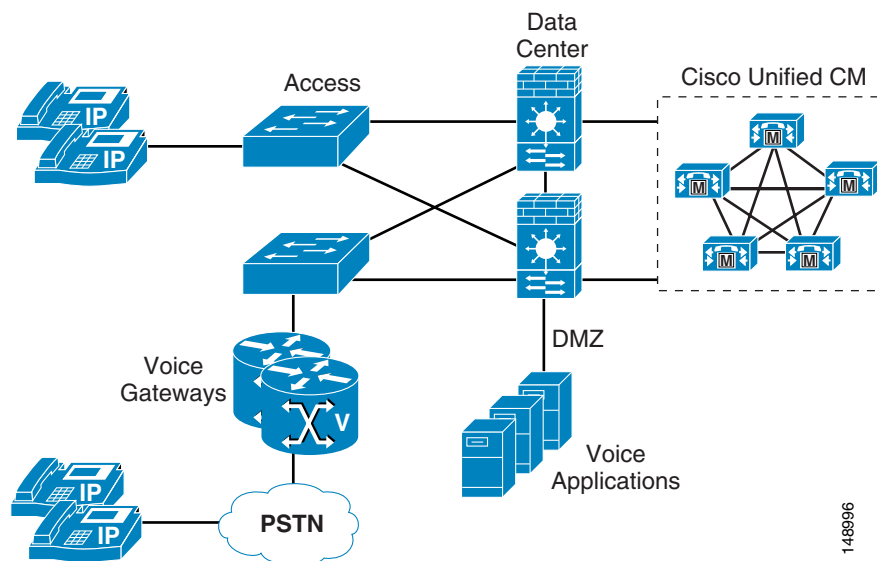 Data
Center
Cisco Unified CM
Access
IP
IP
M
M
M
M
M
DMZ
Voice
Gateways
V
Voice
Applications
IP
IP
PSTN
148996